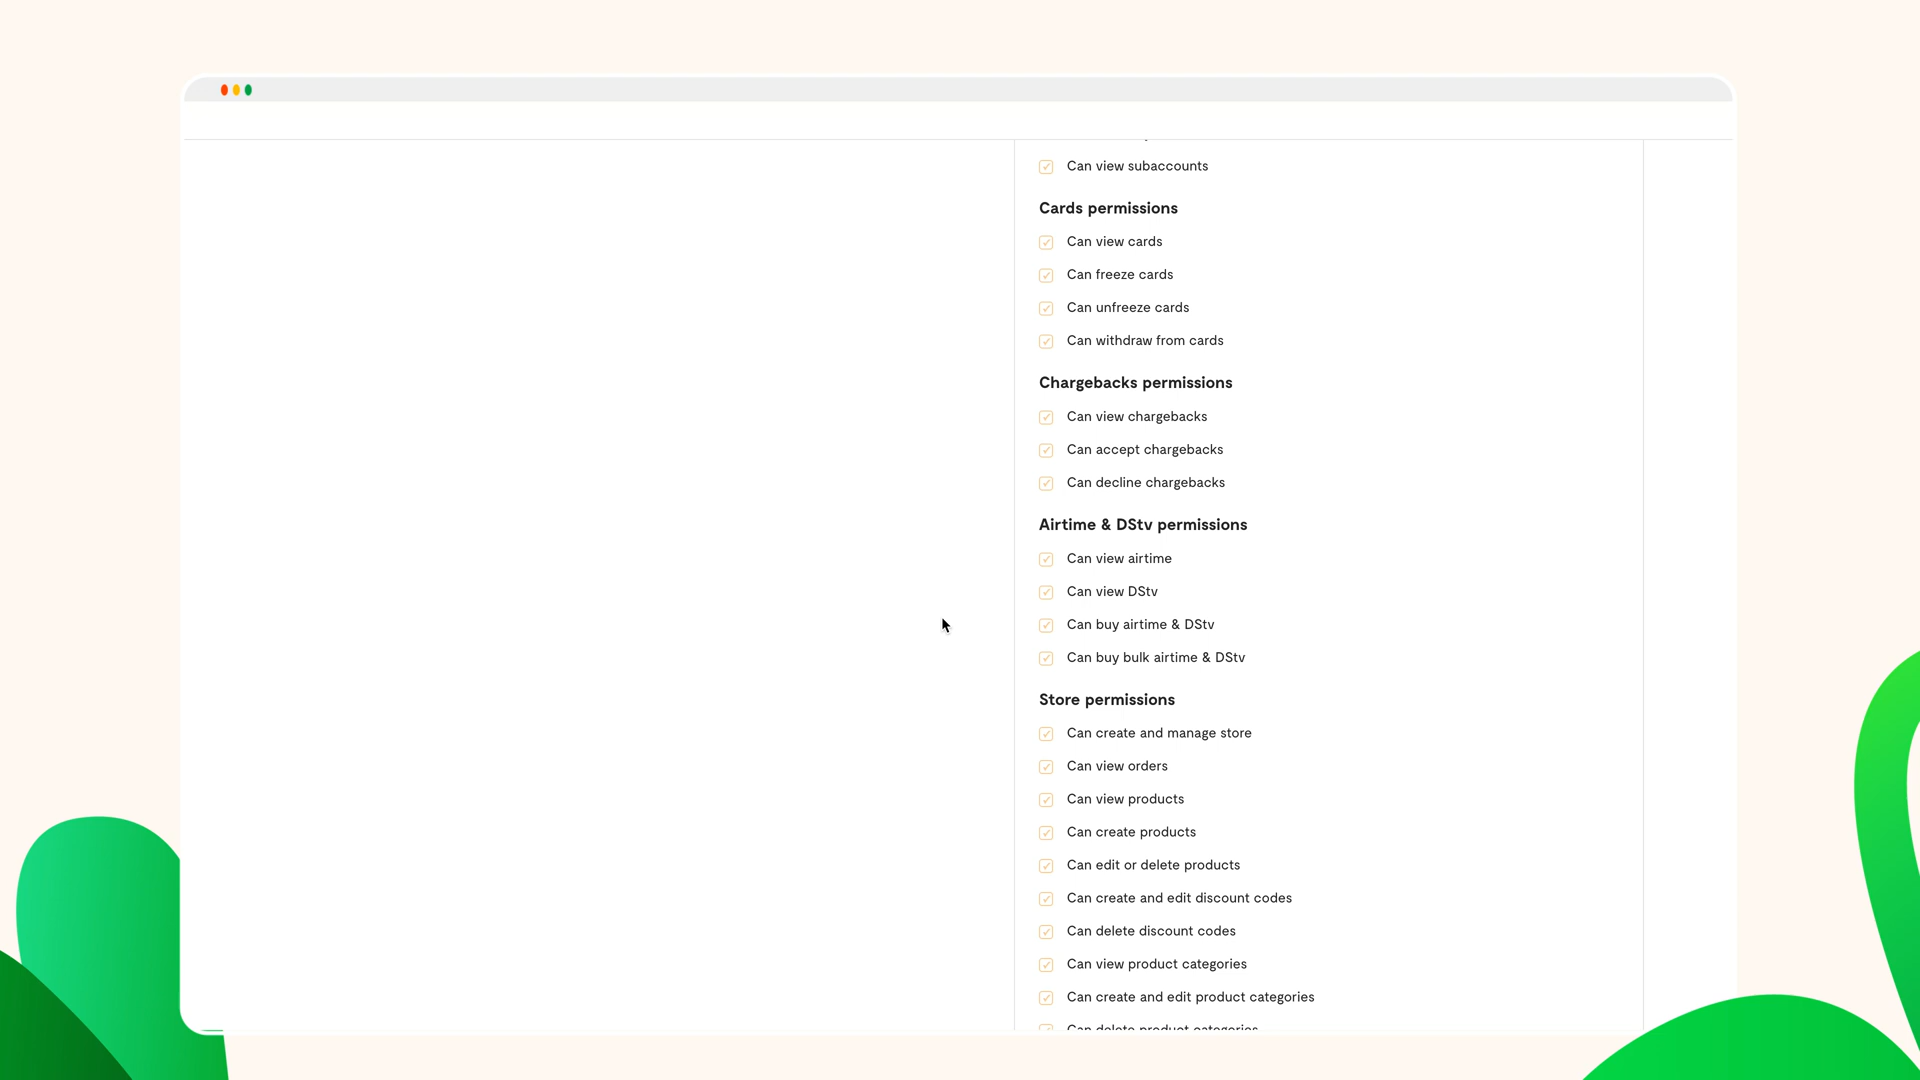 Can view subaccounts
Cards permissions
Can view cards
Can freeze cards
Can unfreeze cards
Can withdraw from cards
Chargebacks permissions
Can view chargebacks
Can accept chargebacks
Can decline chargebacks
Airtime & DStv permissions
Can view airtime
Can view DStv
Can buy airtime & DStv
Can buy bulk airtime & DStv
Store permissions
Can create and manage store
Can view orders
Can view products
Can create products
Can edit or delete products
Can create and edit discount codes
Can delete discount codes
Can view product categories
Can create and edit product categories
Can delete product categories